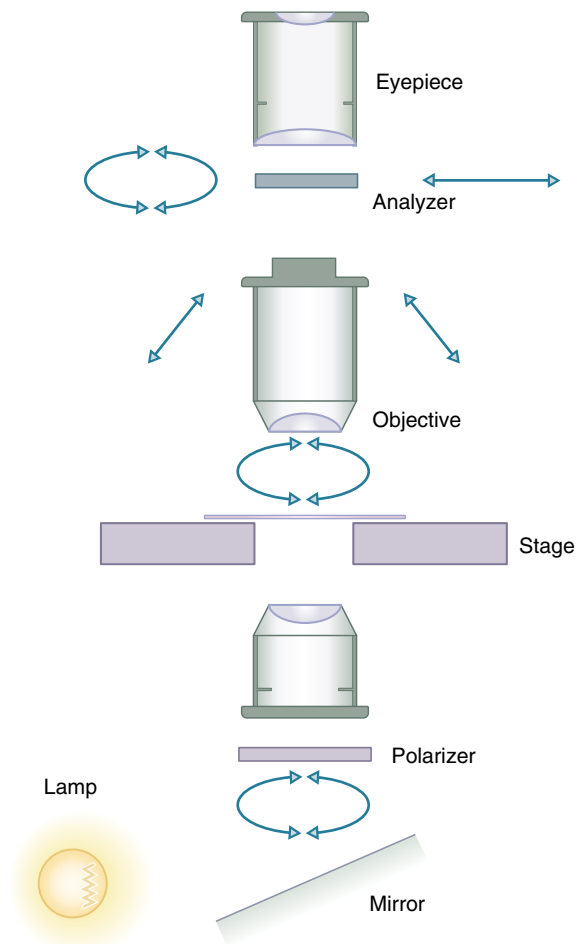 Eyepiece
Analyzer
Objective
Stage
Polarizer
Lamp
Mirror